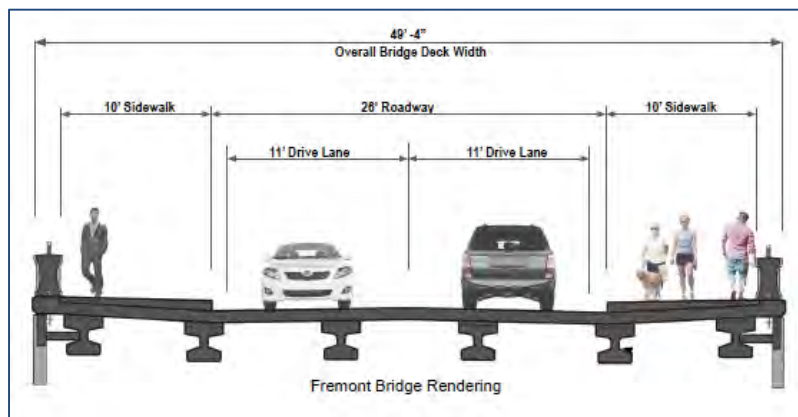 49'-4"
Overall Bridge Deck Width
10' Sidewalk
26' Roadway
10' Sidewalk
11' Drive Lane
11' Drive Lane
Fremont Bridge Rendering